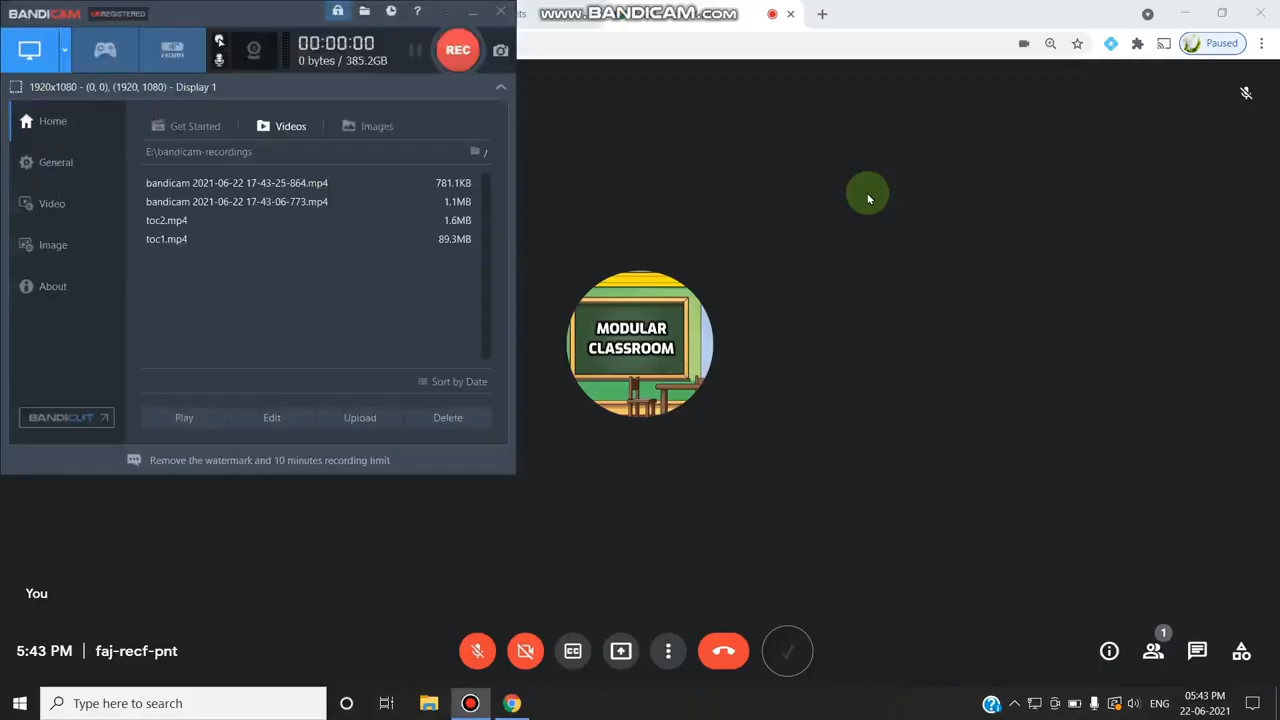 BANDICAM UNREGISTERED
ets
www.BANDICAM.com
HDMI
00:00:00
0 bytes / 385.2GB
REC
Paused
1920x1080 - (0, 0), (1920, 1080) - Display 1
Home
General
Video
Image
About
BANDICUT
Get Started
Videos
Images
E:\bandicam-recordings
/
bandicam 2021-06-22 17-43-25-864.mp4 781.1KB
bandicam 2021-06-22 17-43-06-773.mp4 1.1MB
toc2.mp4 1.6MB
toc1.mp4 89.3MB
Sort by Date
Play Edit Upload Delete
Remove the watermark and 10 minutes recording limit
MODULAR
CLASSROOM
You
5:43 PM | faj-recf-pnt
CC
1
Type here to search
ENG
05:43 PM
22-06-2021